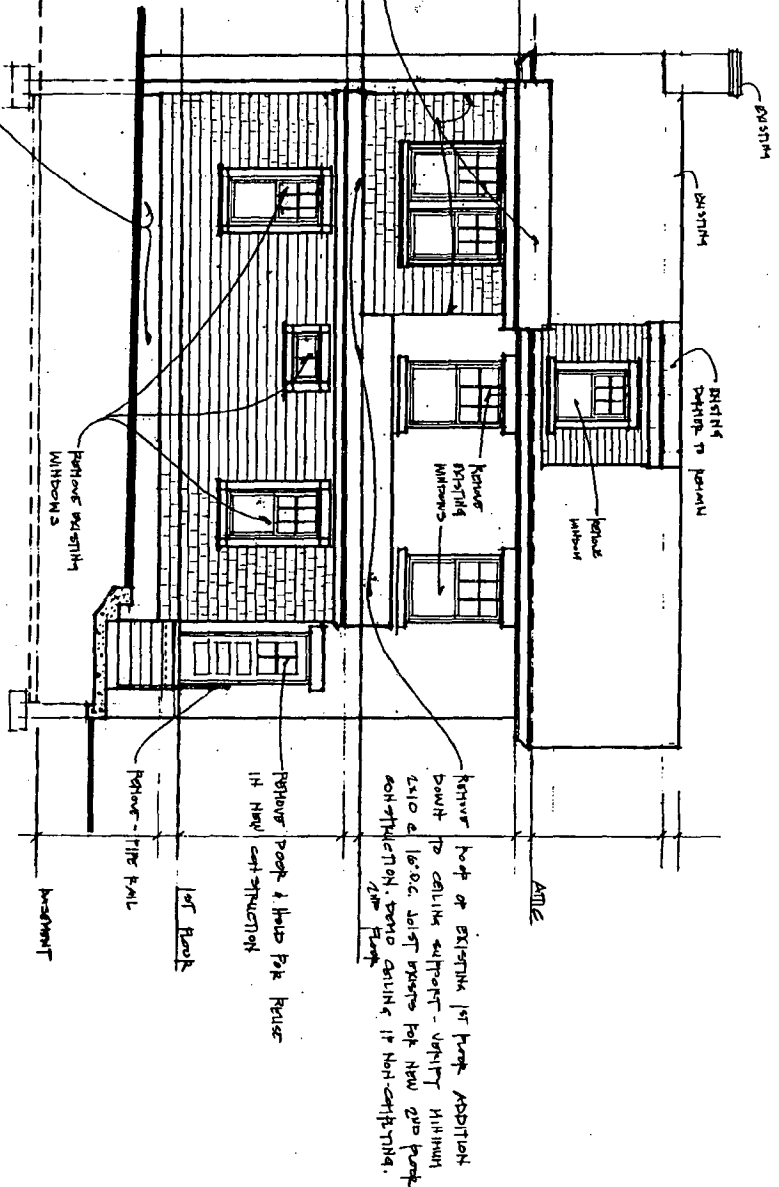 EXISTING
EXISTING
EXISTING
DORMER TO REMAIN
REMOVE
WINDOW
REMOVE
EXISTING
WINDOWS
REMOVE EXISTING
WINDOWS
ATTIC
REMOVE ROOF OF EXISTING 1ST FLOOR ADDITION
DOWN TO CEILING SUPPORT - VERIFY MINIMUM
2X10 @ 16" O.C. JOIST EXISTS FOR NEW 2ND FLOOR
CONSTRUCTION. DEMO CEILING IF NON-COMPLYING.
2ND FLOOR
REMOVE DOOR & HOLD FOR REUSE
IN NEW CONSTRUCTION
1ST FLOOR
REMOVE - PIPE RAIL
BASEMENT